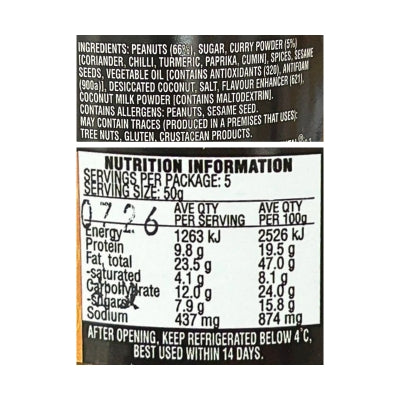 INGREDIENTS: PEANUTS (66%), SUGAR, CURRY POWDER (5%)
[CORIANDER, CHILLI, TURMERIC, PAPRIKA, CUMIN], SPICES, SESAME
SEEDS, VEGETABLE OIL [CONTAINS ANTIOXIDANTS (320), ANTIFOAM
(900a)], DESICCATED COCONUT, SALT, FLAVOUR ENHANCER (621),
COCONUT MILK POWDER [CONTAINS MALTODEXTRIN].
CONTAINS ALLERGENS: PEANUTS, SESAME SEED.
MAY CONTAIN TRACES (PRODUCED IN A PREMISES THAT USES):
TREE NUTS, GLUTEN, CRUSTACEAN PRODUCTS.
NUTRITION INFORMATION
SERVINGS PER PACKAGE: 5
SERVING SIZE: 50g
0726
AVE QTY PER SERVING AVE QTY PER 100g
Energy 1263 kJ 2526 kJ
Protein 9.8 g 19.5 g
Fat, total 23.5 g 47.0 g
-saturated 4.1 g 8.1 g
Carbohydrate 12.0 g 24.0 g
-sugars 7.9 g 15.8 g
Sodium 437 mg 874 mg
AFTER OPENING, KEEP REFRIGERATED BELOW 4°C,
BEST USED WITHIN 14 DAYS.